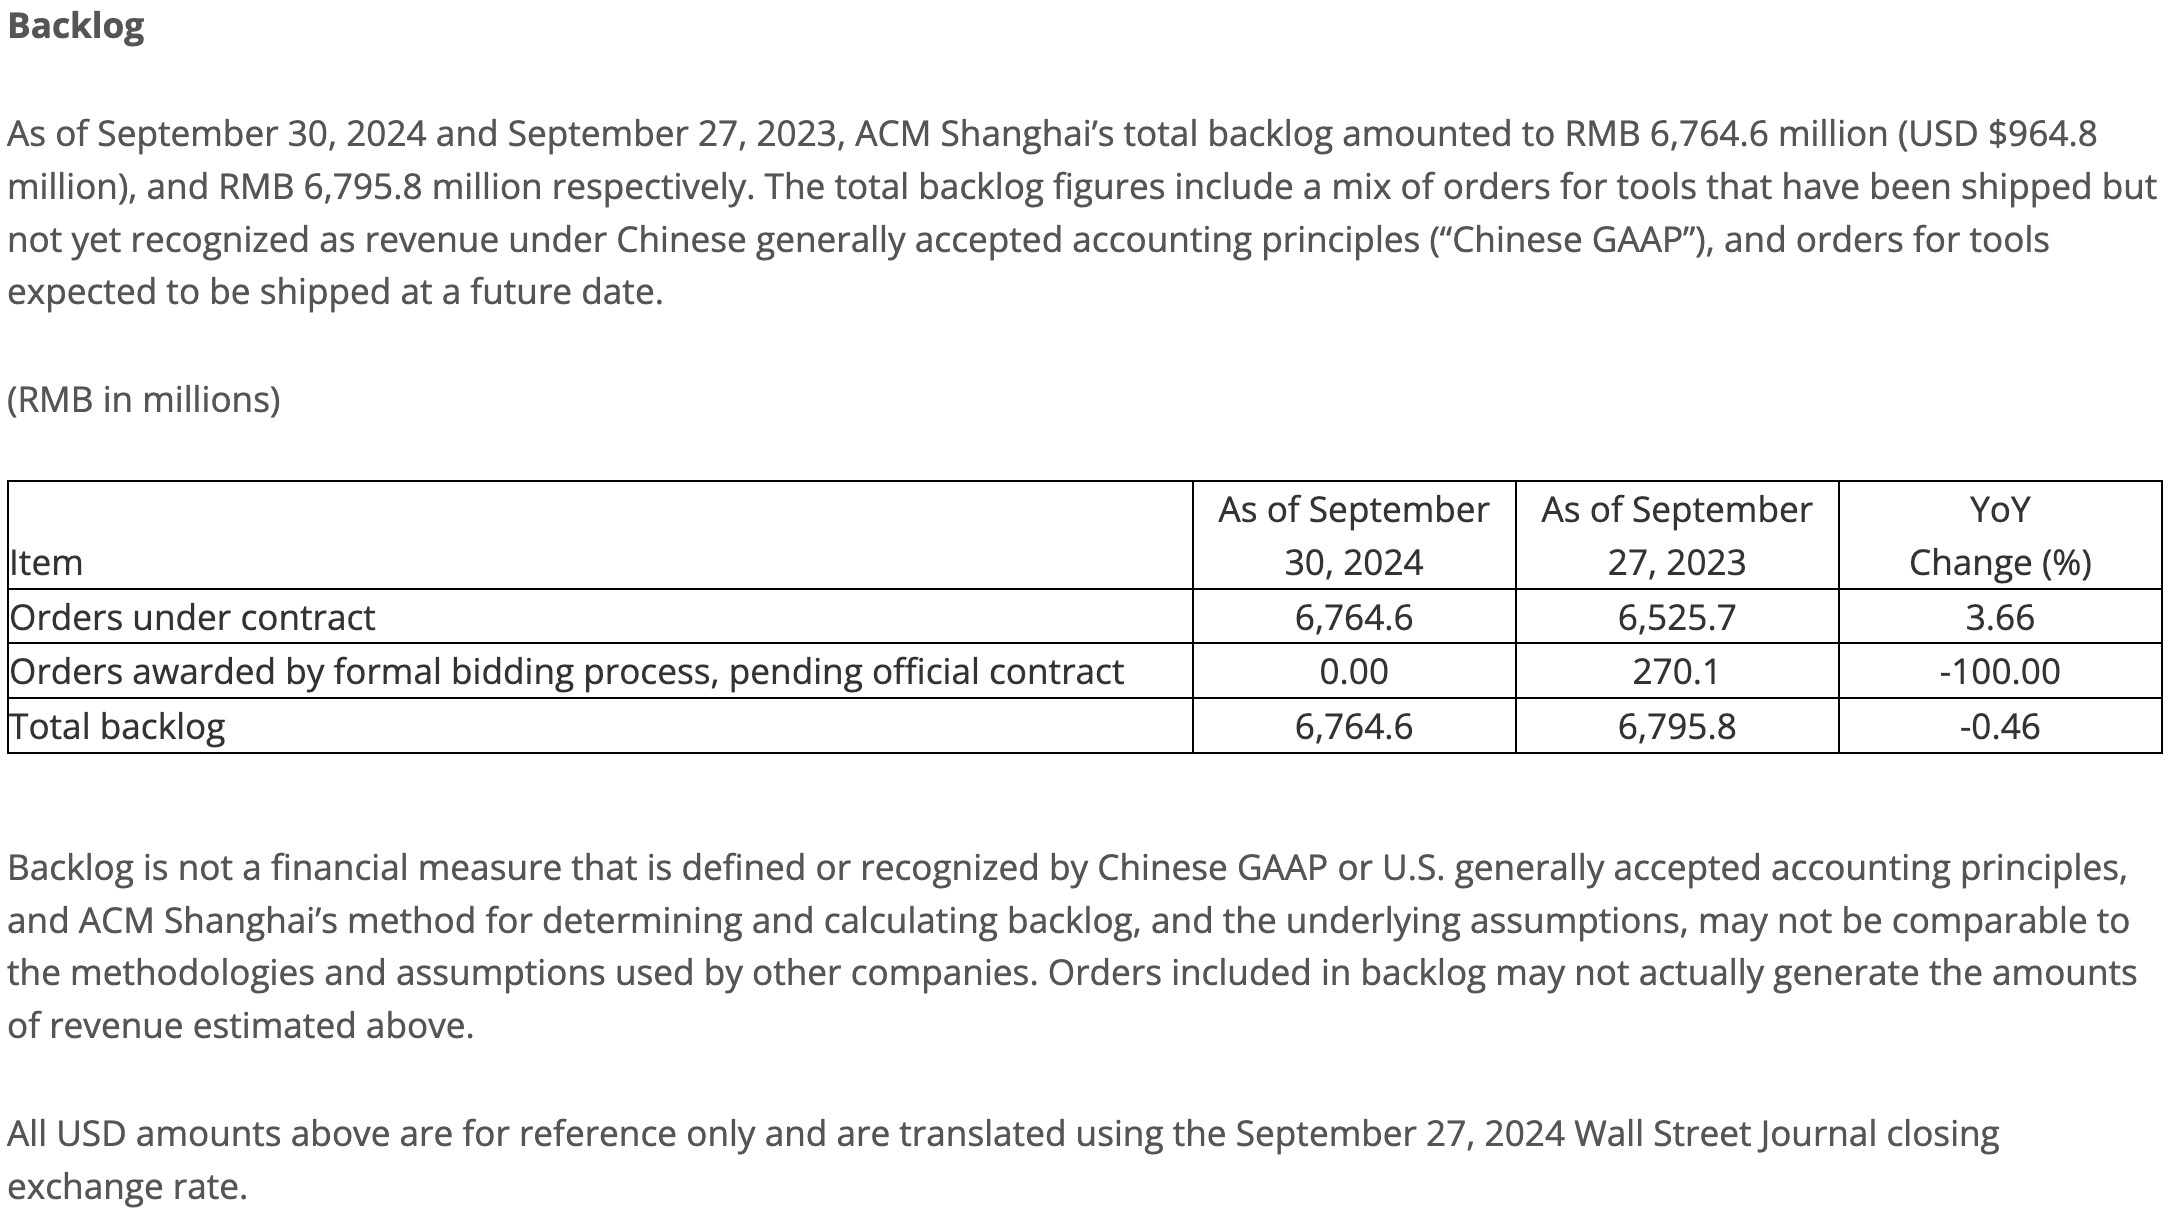 Backlog
As of September 30, 2024 and September 27, 2023, ACM Shanghai’s total backlog amounted to RMB 6,764.6 million (USD $964.8
million), and RMB 6,795.8 million respectively. The total backlog figures include a mix of orders for tools that have been shipped but
not yet recognized as revenue under Chinese generally accepted accounting principles (“Chinese GAAP”), and orders for tools
expected to be shipped at a future date.
(RMB in millions)
Item As of September 30, 2024 As of September 27, 2023 YoY Change (%)
Orders under contract 6,764.6 6,525.7 3.66
Orders awarded by formal bidding process, pending official contract 0.00 270.1 -100.00
Total backlog 6,764.6 6,795.8 -0.46
Backlog is not a financial measure that is defined or recognized by Chinese GAAP or U.S. generally accepted accounting principles,
and ACM Shanghai’s method for determining and calculating backlog, and the underlying assumptions, may not be comparable to
the methodologies and assumptions used by other companies. Orders included in backlog may not actually generate the amounts
of revenue estimated above.
All USD amounts above are for reference only and are translated using the September 27, 2024 Wall Street Journal closing
exchange rate.